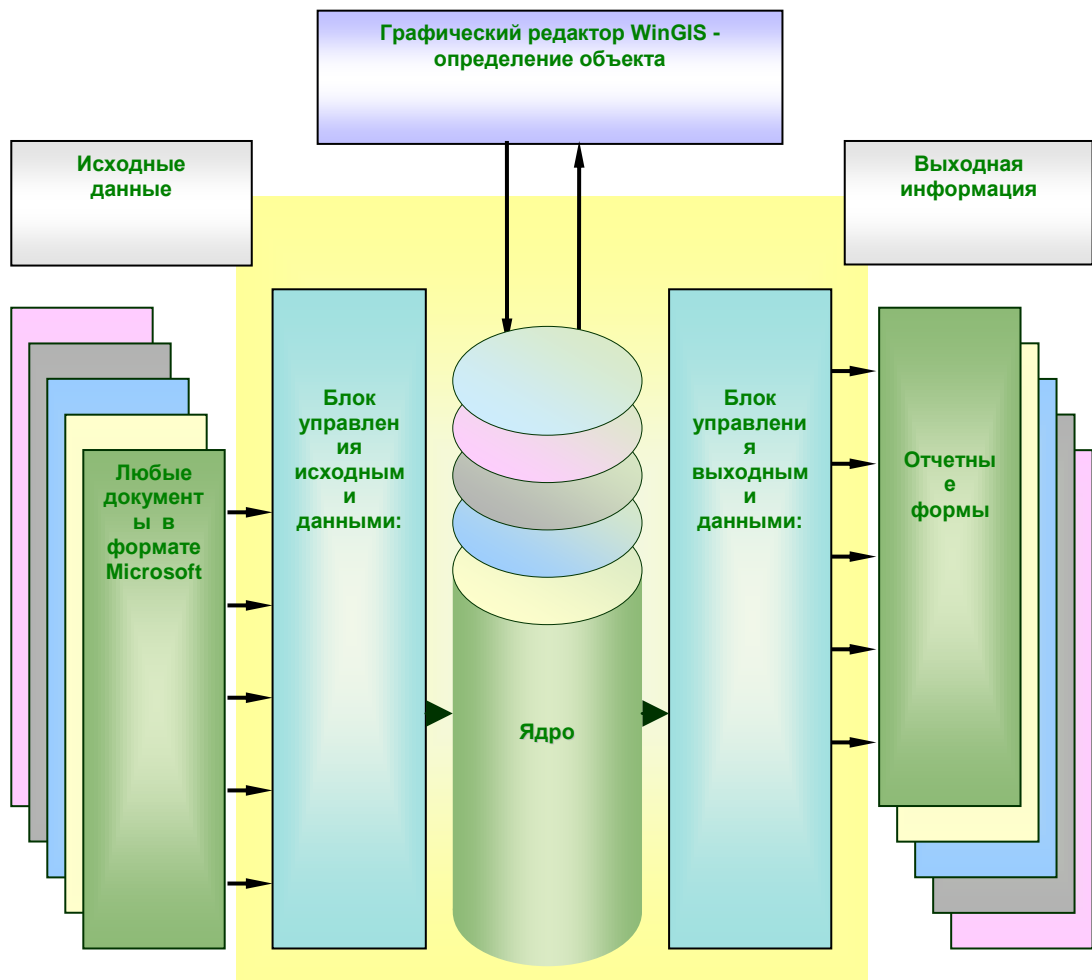 Графический редактор WinGIS -
определение объекта
Исходные
данные
Выходная
информация
Любые
документ
ы в
формате
Microsoft
Блок
управлен
ия
исходным
и
данными:
Ядро
Блок
управлени
я
выходным
и
данными:
Отчетны
е
формы